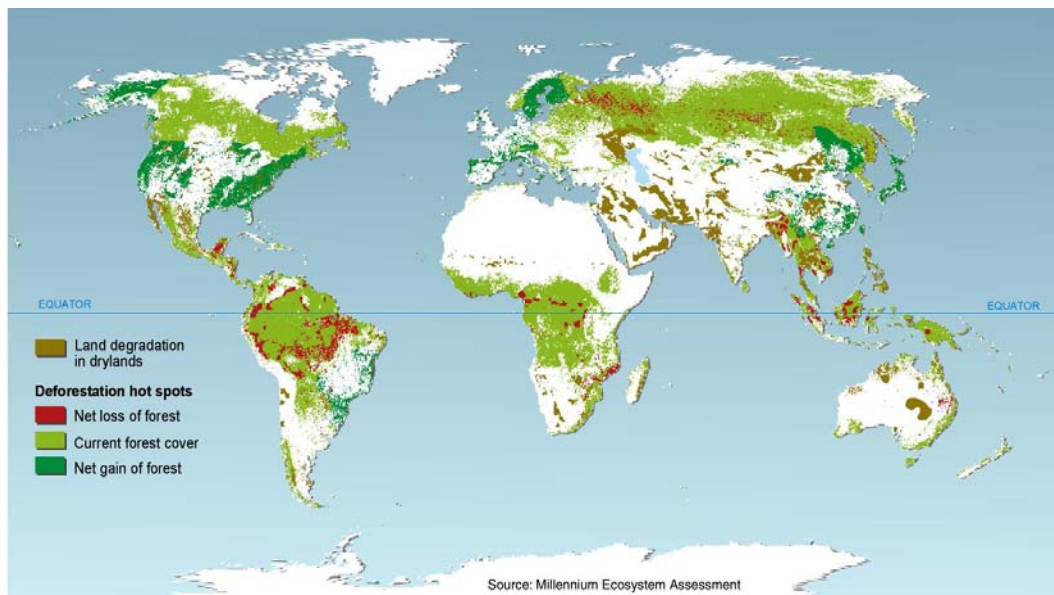 EQUATOR
EQUATOR
Land degradation
in drylands
Deforestation hot spots
Net loss of forest
Current forest cover
Net gain of forest
Source: Millennium Ecosystem Assessment